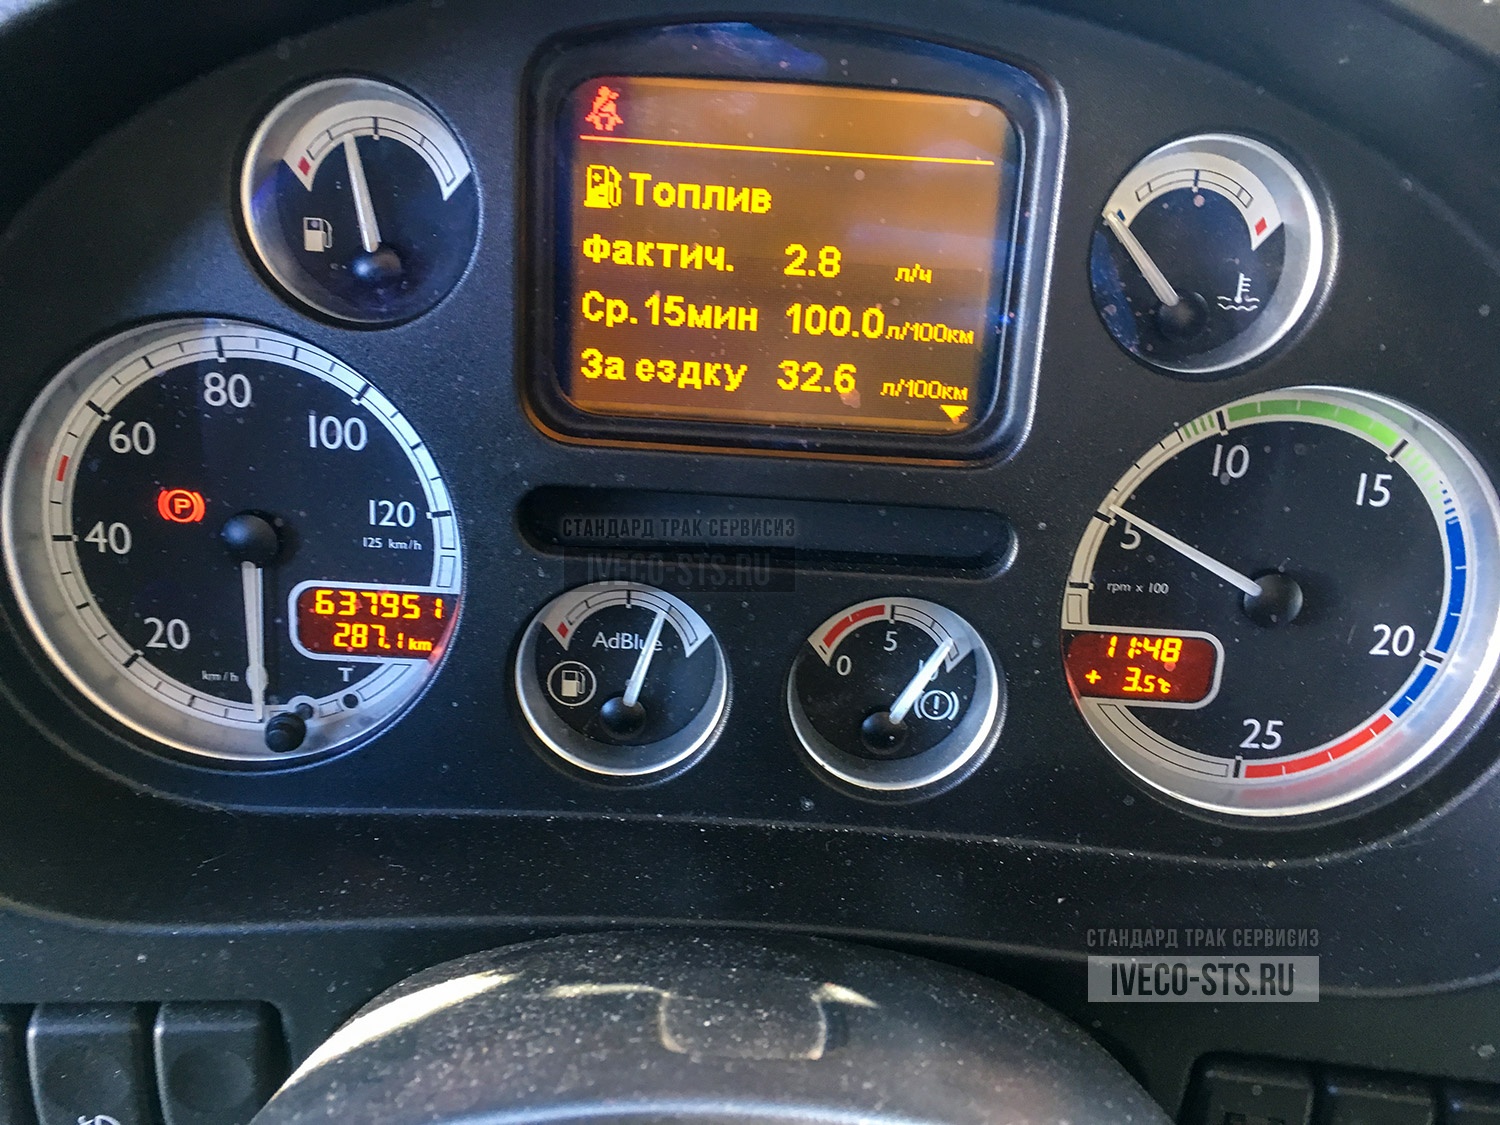 Топлив
Фактич. 2.8 л/ч
Ср.15мин 100.0 л/100км
За ездку 32.6 л/100км
80
60
100
40
120
125 km/h
20
km/h
P
637951
287.1 km
T
СТАНДАРД ТРАК СЕРВИСИЗ
IVECO-STS.RU
AdBlue
0
5
10
5
10
15
20
25
rpm x 100
11:48
+ 3.5℃
СТАНДАРД ТРАК СЕРВИСИЗ
IVECO-STS.RU